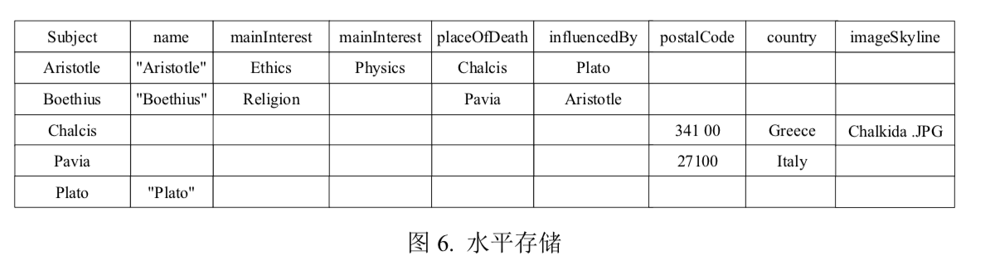 Subject name mainInterest mainInterest placeOfDeath influencedBy postalCode country imageSkyline
Aristotle "Aristotle" Ethics Physics Chalcis Plato
Boethius "Boethius" Religion Pavia Aristotle
Chalcis 341 00 Greece Chalkida .JPG
Pavia 27100 Italy
Plato "Plato"
图 6. 水平存储